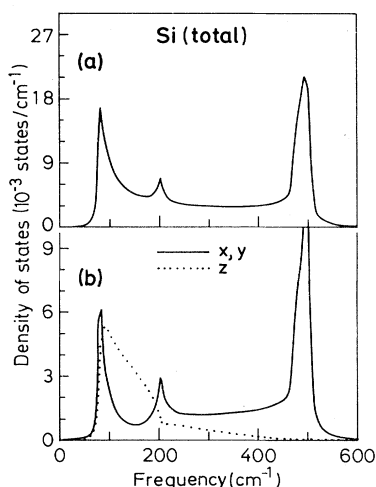 Si (total)
(a)
27
18
9
0
Density of states (10⁻³ states/cm⁻¹)
(b)
x, y
z
9
6
3
0
0 200 400 600
Frequency(cm⁻¹)